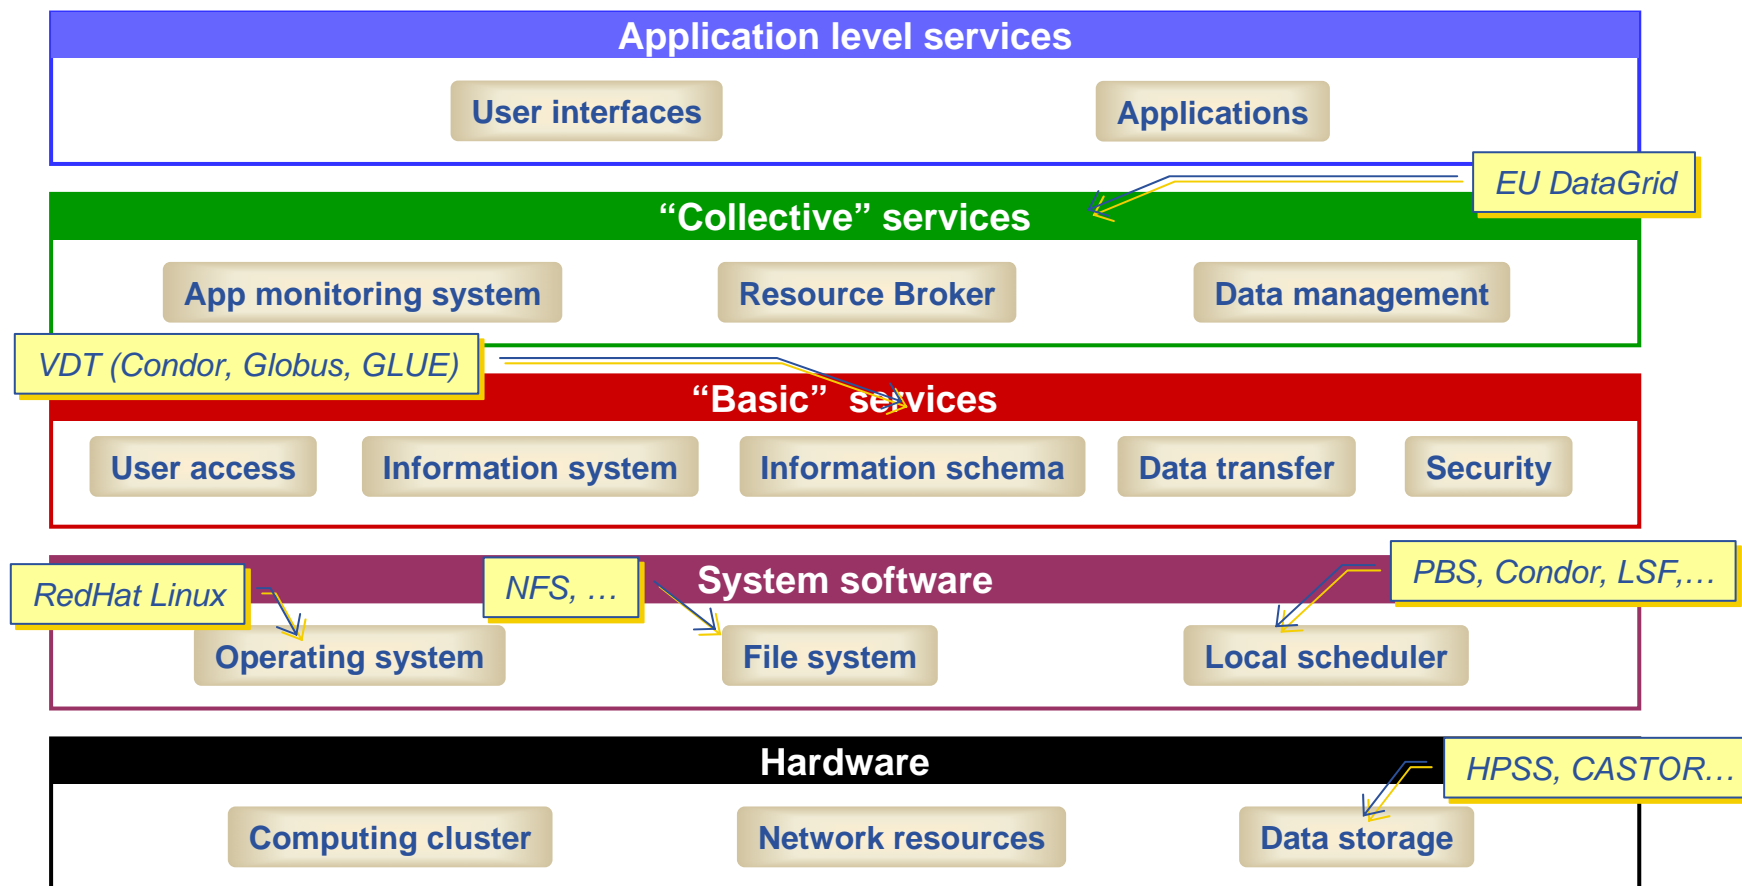 Application level services
User interfaces
Applications
EU DataGrid
“Collective” services
App monitoring system
Resource Broker
Data management
VDT (Condor, Globus, GLUE)
“Basic” services
User access
Information system
Information schema
Data transfer
Security
System software
RedHat Linux
NFS, …
PBS, Condor, LSF,…
Operating system
File system
Local scheduler
Hardware
HPSS, CASTOR…
Computing cluster
Network resources
Data storage